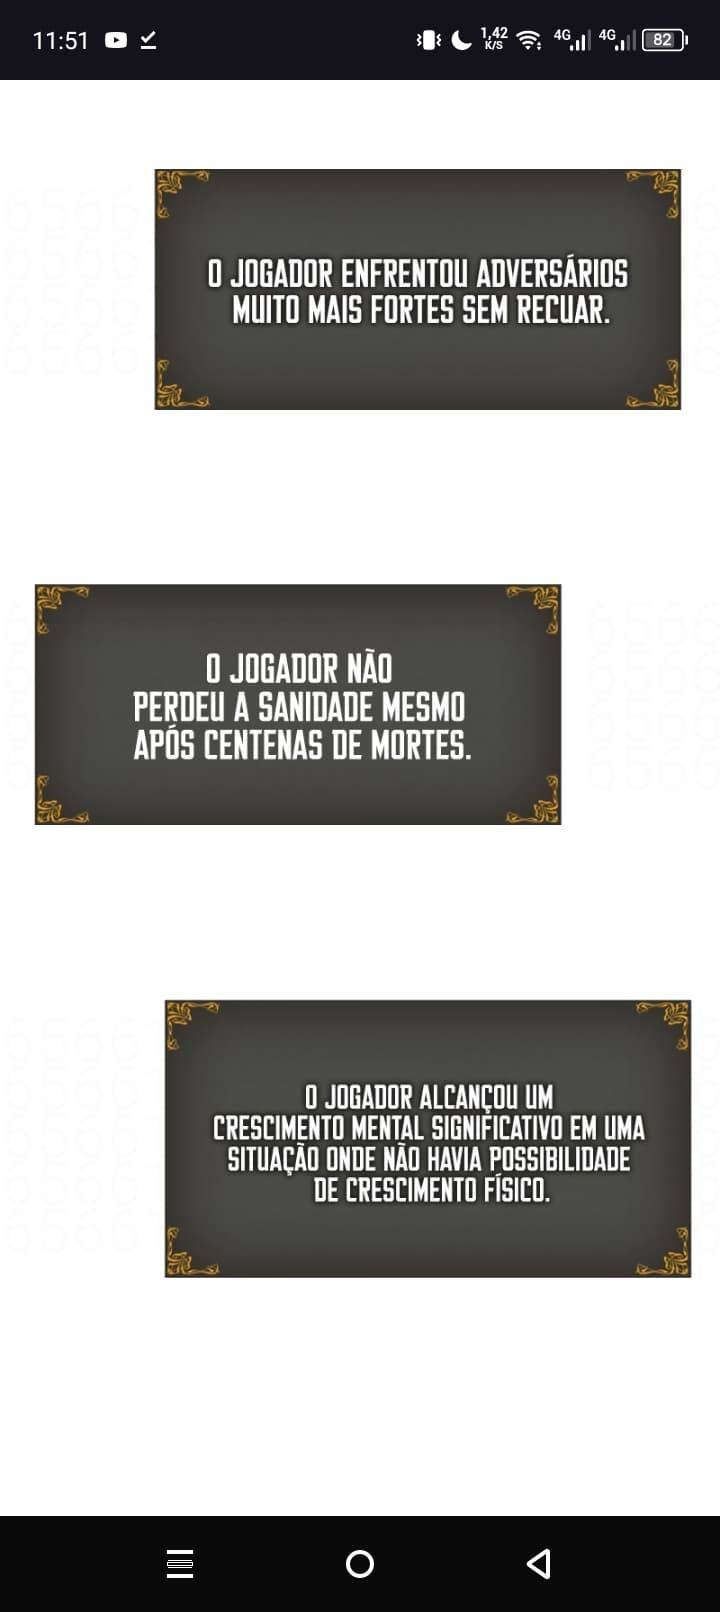 11:51
1,42
K/S
4G
4G
82
O JOGADOR ENFRENTOU ADVERSÁRIOS
MUITO MAIS FORTES SEM RECUAR.
O JOGADOR NÃO
PERDEU A SANIDADE MESMO
APÓS CENTENAS DE MORTES.
O JOGADOR ALCANÇOU UM
CRESCIMENTO MENTAL SIGNIFICATIVO EM UMA
SITUAÇÃO ONDE NÃO HAVIA POSSIBILIDADE
DE CRESCIMENTO FÍSICO.